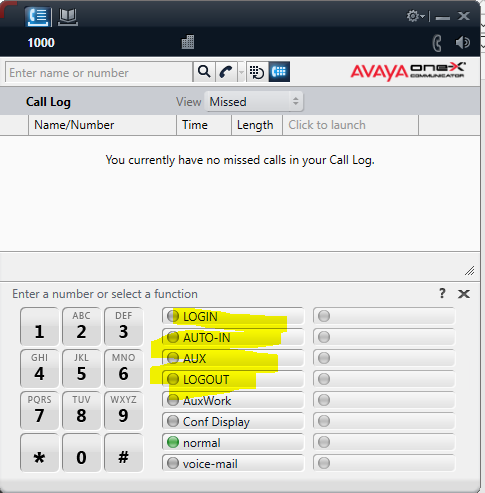 1000
Enter name or number
AVAYA one-X
COMMUNICATOR
Call Log View Missed
Name/Number Time Length Click to launch
You currently have no missed calls in your Call Log.
Enter a number or select a function ?
1 ABC 2 DEF 3
GHI 4 JKL 5 MNO 6
PQRS 7 TUV 8 WXYZ 9
* 0 #
LOGIN
AUTO-IN
AUX
LOGOUT
AuxWork
Conf Display
normal
voice-mail